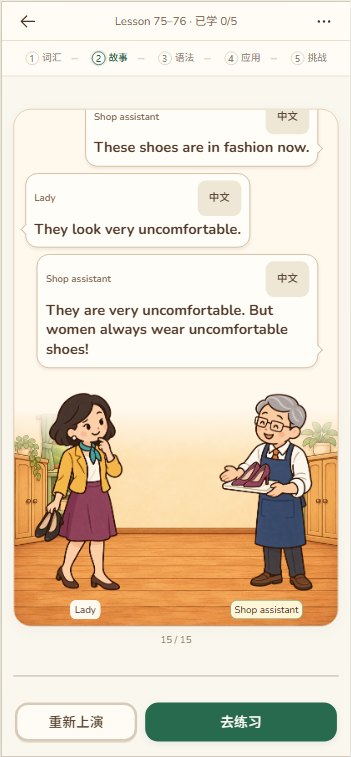 Lesson 75–76 · 已学 0/5
1 词汇 – 2 故事 – 3 语法 – 4 应用 – 5 挑战
Shop assistant
中文
These shoes are in fashion now.
Lady
中文
They look very uncomfortable.
Shop assistant
中文
They are very uncomfortable. But
women always wear uncomfortable
shoes!
Lady
Shop assistant
15 / 15
重新上演
去练习